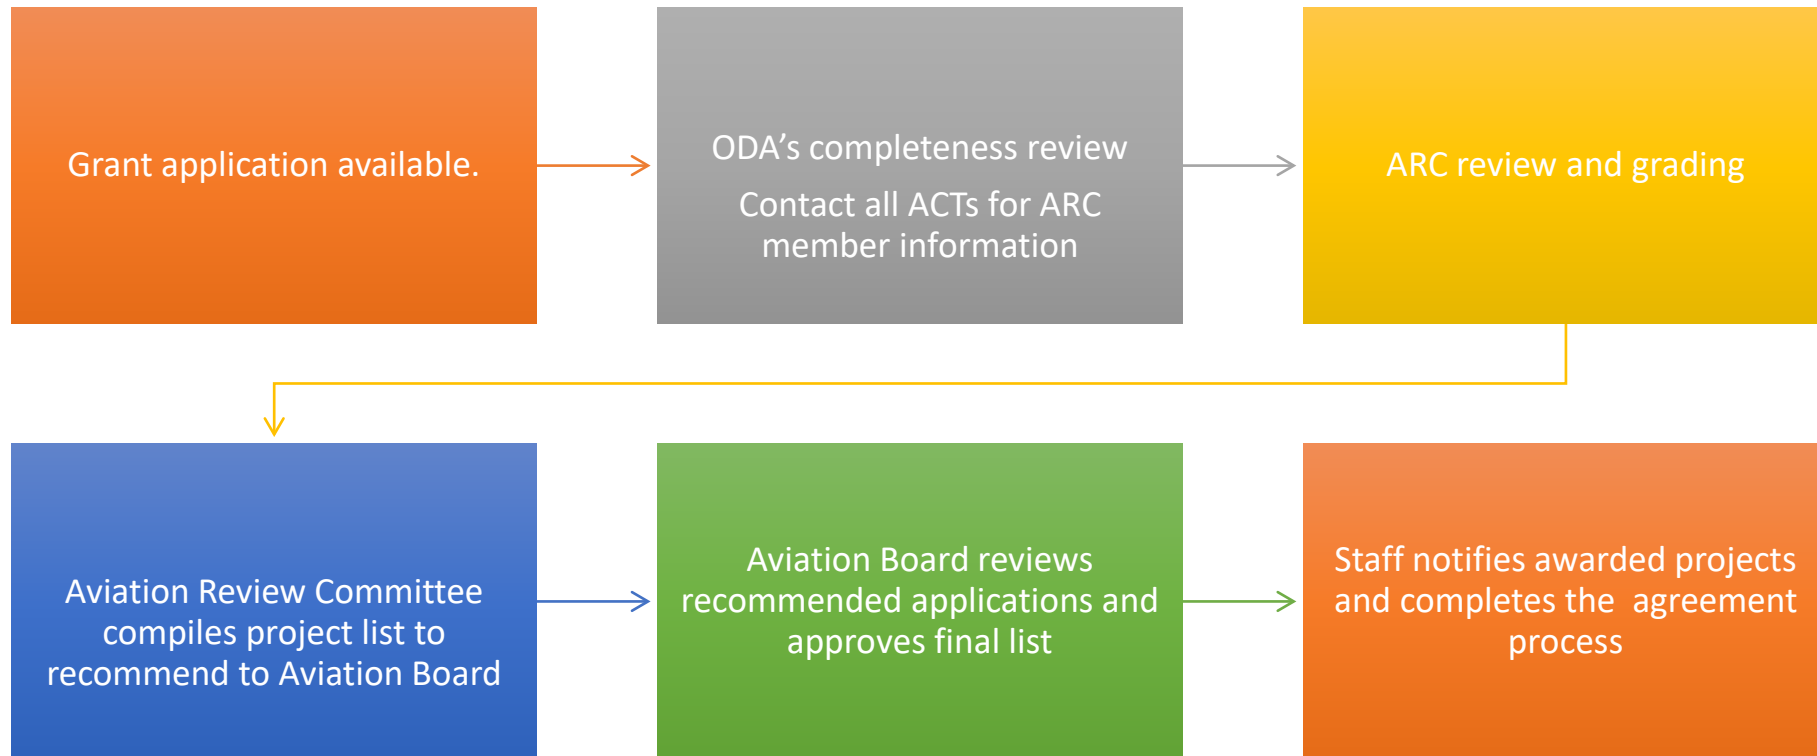 Grant application available.
ODA’s completeness review
Contact all ACTs for ARC
member information
ARC review and grading
Aviation Review Committee
compiles project list to
recommend to Aviation Board
Aviation Board reviews
recommended applications and
approves final list
Staff notifies awarded projects
and completes the  agreement
process